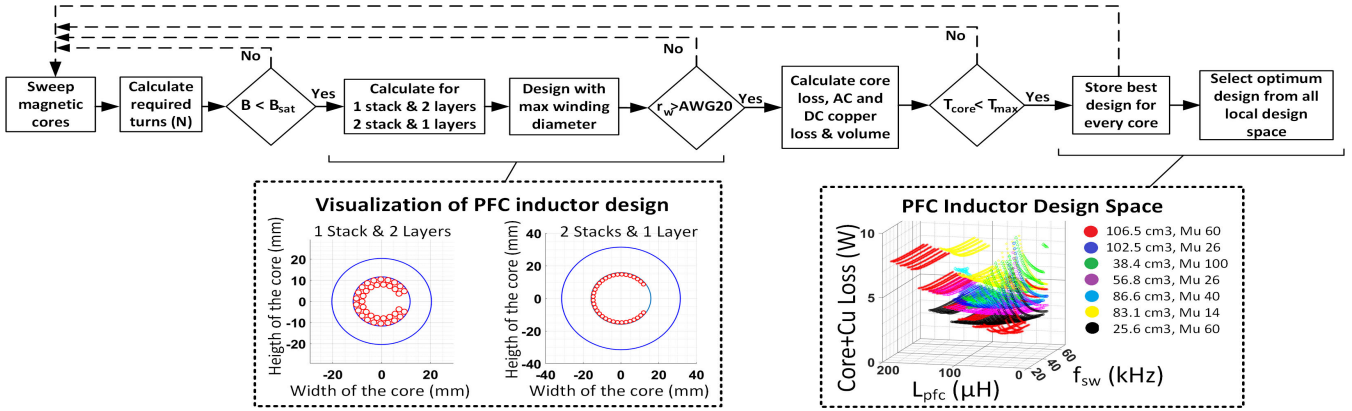 No
No
No
Sweep
magnetic
cores
Calculate
required
turns (N)
B < Bsat
Yes
Calculate for
1 stack & 2 layers
2 stack & 1 layers
Design with
max winding
diameter
rw>AWG20
Yes
Calculate core
loss, AC and
DC copper
loss & volume
Tcore< Tmax
Yes
Store best
design for
every core
Select optimum
design from all
local design
space
Visualization of PFC inductor design
1 Stack & 2 Layers
Heigth of the core (mm)
20
10
0
-10
-20
-20
0
20
Width of the core (mm)
2 Stacks & 1 Layer
Heigth of the core (mm)
40
20
0
-20
-40
-40
-20
0
20
40
Width of the core (mm)
PFC Inductor Design Space
Core+Cu Loss (W)
10
5
0
200
100
0
Lpfc (μH)
20
40
60
fsw (kHz)
106.5 cm3, Mu 60
102.5 cm3, Mu 26
38.4 cm3, Mu 100
56.8 cm3, Mu 26
86.6 cm3, Mu 40
83.1 cm3, Mu 14
25.6 cm3, Mu 60